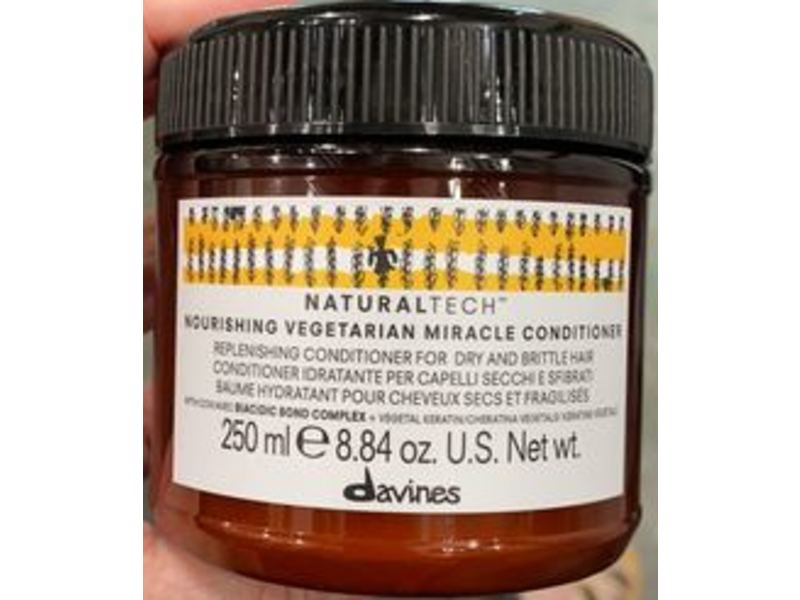 NATURALTECH™
NOURISHING VEGETARIAN MIRACLE CONDITIONER
REPLENISHING CONDITIONER FOR DRY AND BRITTLE HAIR
CONDITIONER IDRATANTE PER CAPELLI SECCHI E SFIBRATI
BAUME HYDRATANT POUR CHEVEUX SECS ET FRAGILISÉS
BIACIDIC BOND COMPLEX + VEGETAL KERATIN/CHERATINA VEGETALE/
250 ml e 8.84 oz. U.S. Net wt.
davines